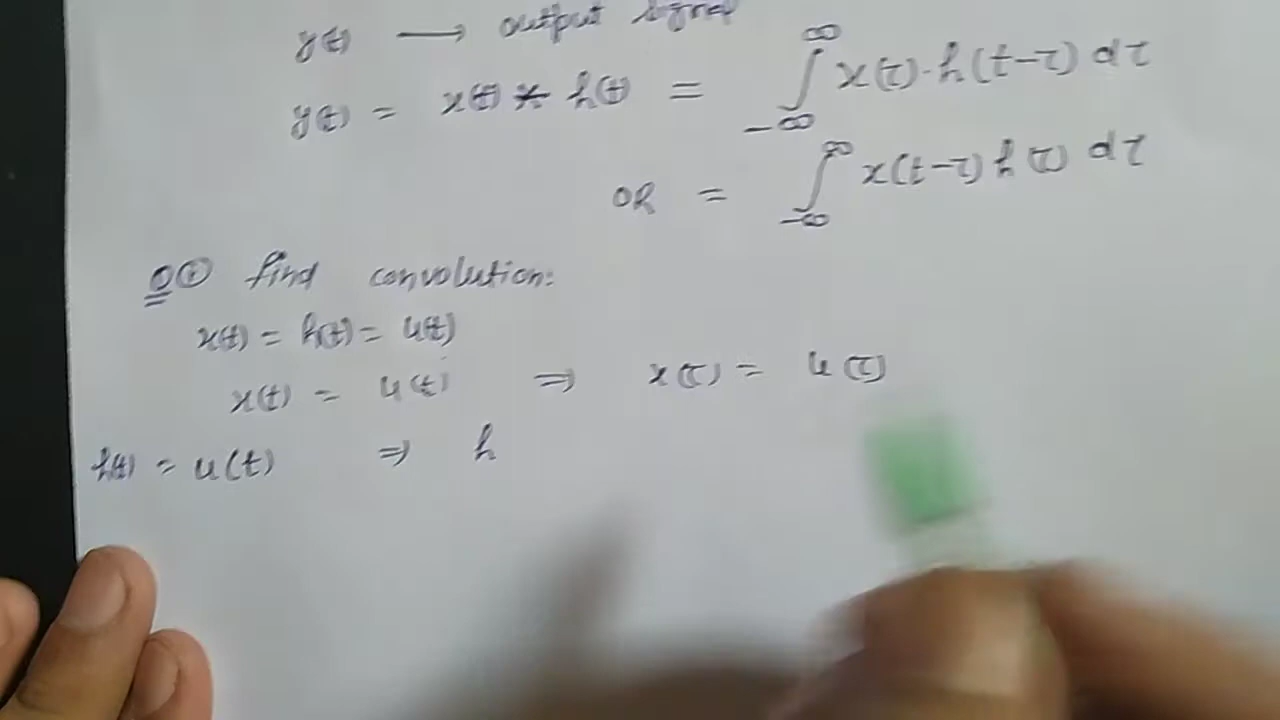 y(t) → output signal
y(t) = x(t) * h(t) = ∫_{-∞}^{∞} x(τ)·h(t-τ) dτ
OR = ∫_{-∞}^{∞} x(t-τ) h(τ) dτ
Q① find convolution:
x(t) = h(t) = u(t)
x(t) = u(t) ⇒ x(τ) = u(τ)
h(t) = u(t) ⇒ h